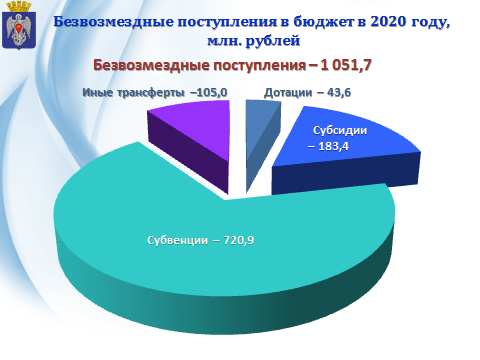 Безвозмездные поступления в бюджет в 2020 году,
млн. рублей
Безвозмездные поступления – 1 051,7
Иные трансферты –105,0
Дотации – 43,6
Субсидии
– 183,4
Субвенции – 720,9